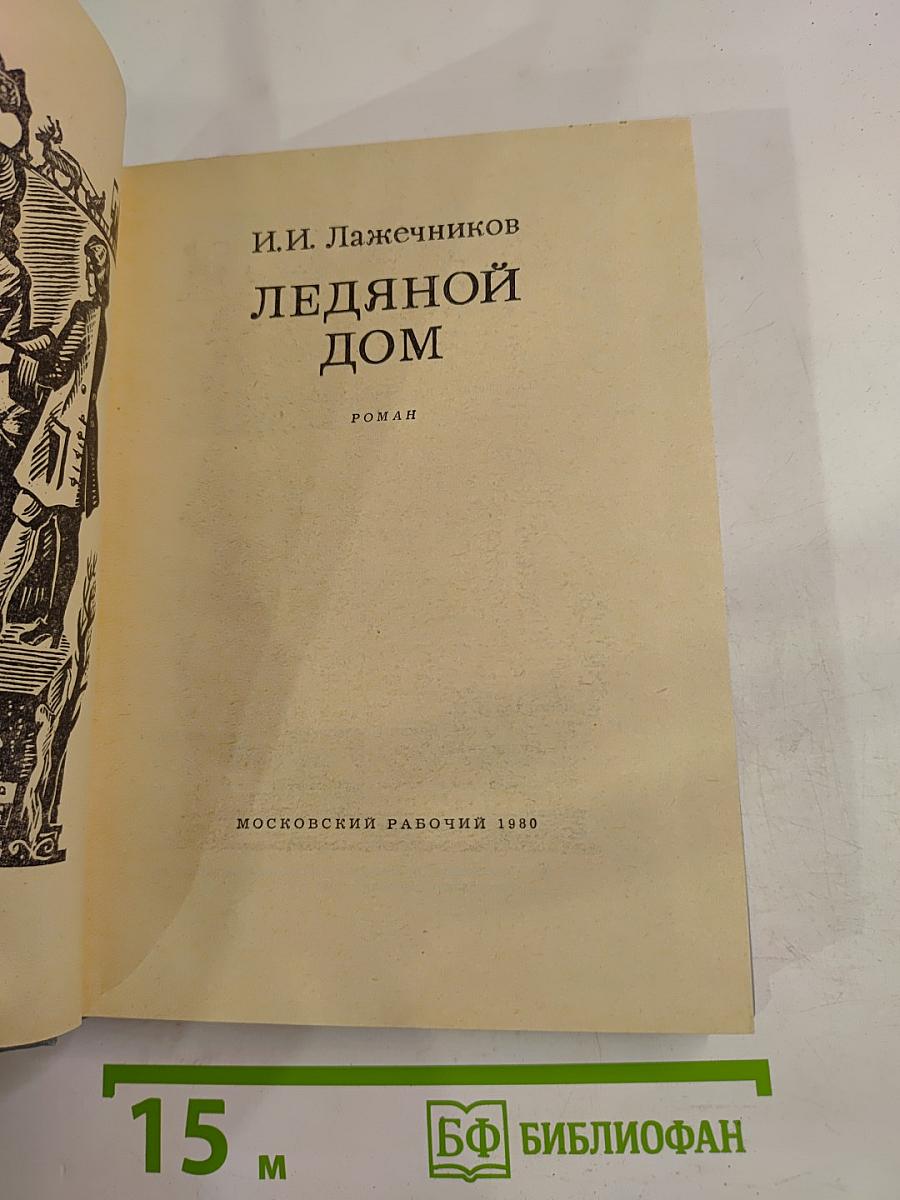 И.И. Лажечников
ЛЕДЯНОЙ
ДОМ
РОМАН
МОСКОВСКИЙ РАБОЧИЙ 1980
15 м
БФ БИБЛИОФАН